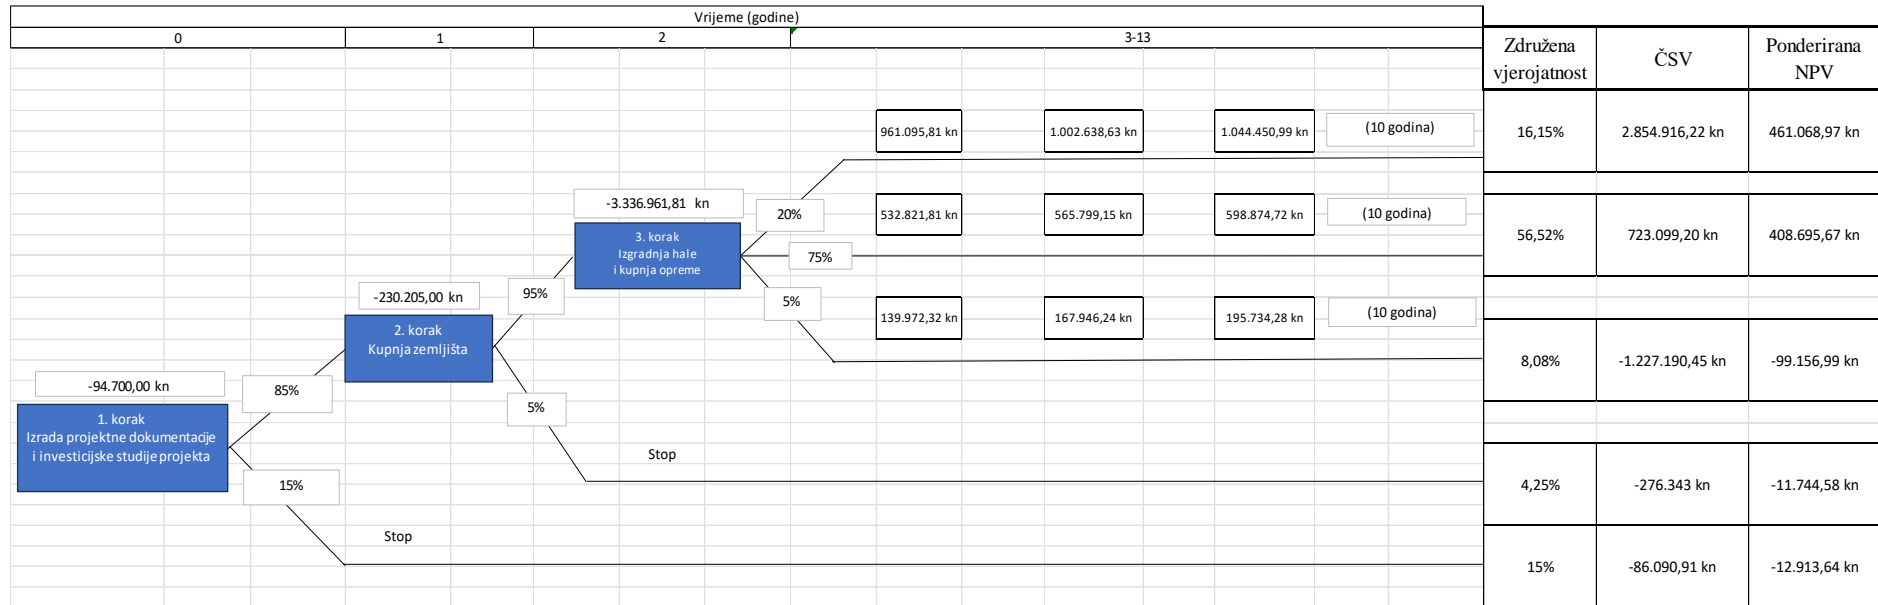 Vrijeme (godine)
0 1 2 3-13
Združena vjerojatnost ČSV Ponderirana NPV
961.095,81 kn 1.002.638,63 kn 1.044.450,99 kn (10 godina)
16,15% 2.854.916,22 kn 461.068,97 kn
-3.336.961,81 kn
20%
532.821,81 kn 565.799,15 kn 598.874,72 kn (10 godina)
3. korak
Izgradnja hale
i kupnja opreme
75%
56,52% 723.099,20 kn 408.695,67 kn
-230.205,00 kn
95%
5%
139.972,32 kn 167.946,24 kn 195.734,28 kn (10 godina)
2. korak
Kupnja zemljišta
8,08% -1.227.190,45 kn -99.156,99 kn
-94.700,00 kn
85%
5%
1. korak
Izrada projektne dokumentacije
i investicijske studije projekta
Stop
15%
4,25% -276.343 kn -11.744,58 kn
Stop
15% -86.090,91 kn -12.913,64 kn